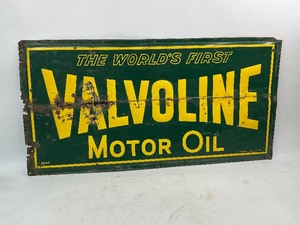 THE WORLD'S FIRST
VALVOLINE
MOTOR OIL